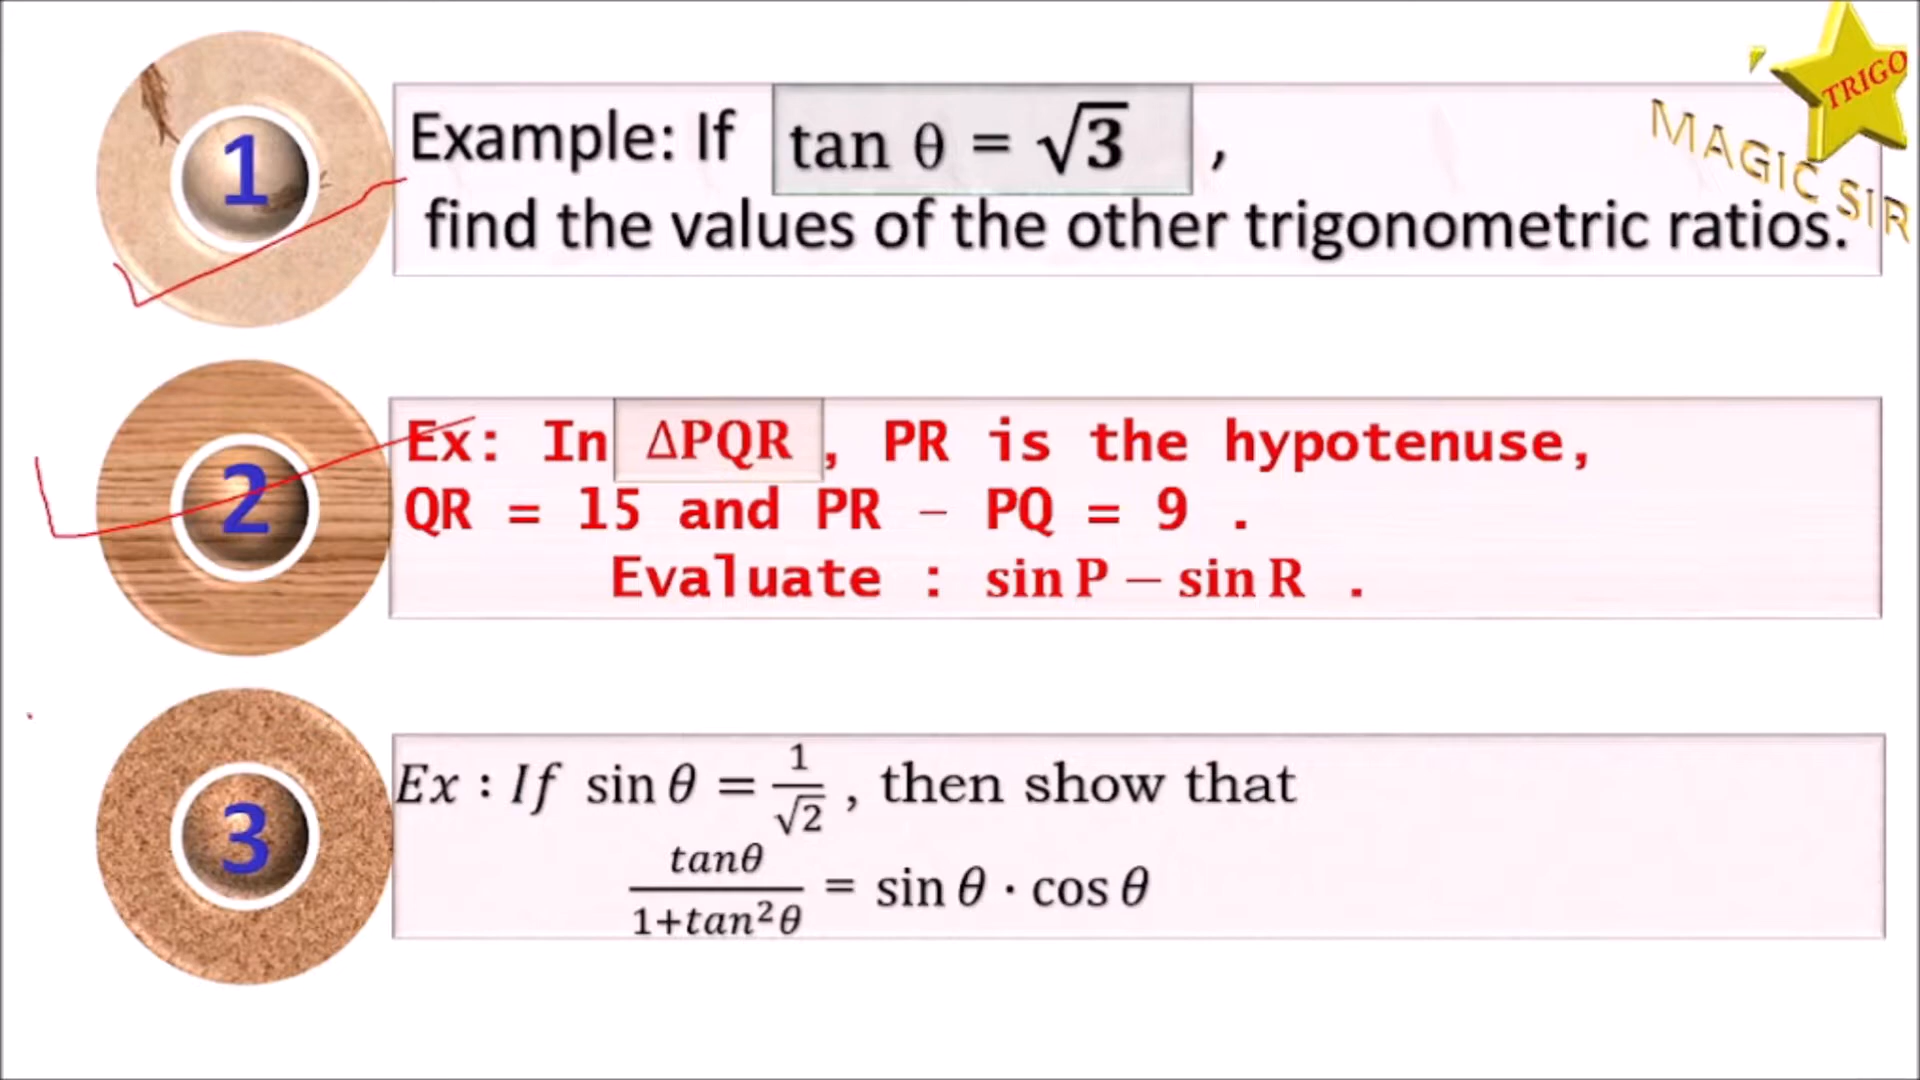 TRIGO
MAGIC SIR
1
Example: If tan θ = √3 ,
find the values of the other trigonometric ratios.
2
Ex: In ΔPQR , PR is the hypotenuse,
QR = 15 and PR – PQ = 9 .
Evaluate : sin P – sin R .
3
Ex : If sin θ = 1/√2 , then show that
tanθ/1+tan²θ = sin θ · cos θ